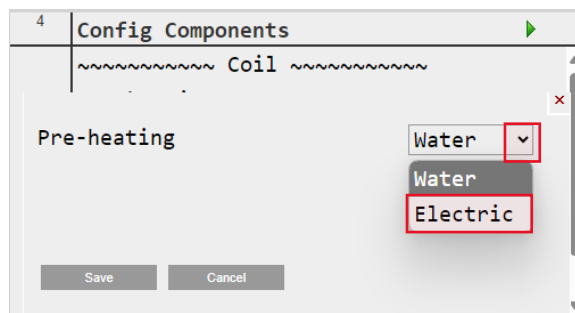 4
Config Components
~~~~~~~~~~~ Coil ~~~~~~~~~~~
Pre-heating Water
Water
Electric
Save Cancel